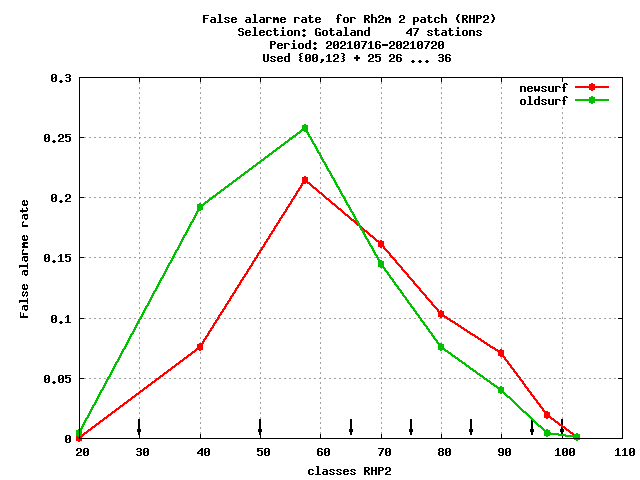 False alarme rate  for Rh2m 2 patch (RHP2)
Selection: Gotaland     47 stations
Period: 20210716-20210720
Used {00,12} + 25 26 ... 36
newsurf
oldsurf
0.3
0.25
0.2
0.15
0.1
0.05
0
False alarme rate
20 30 40 50 60 70 80 90 100 110
classes RHP2